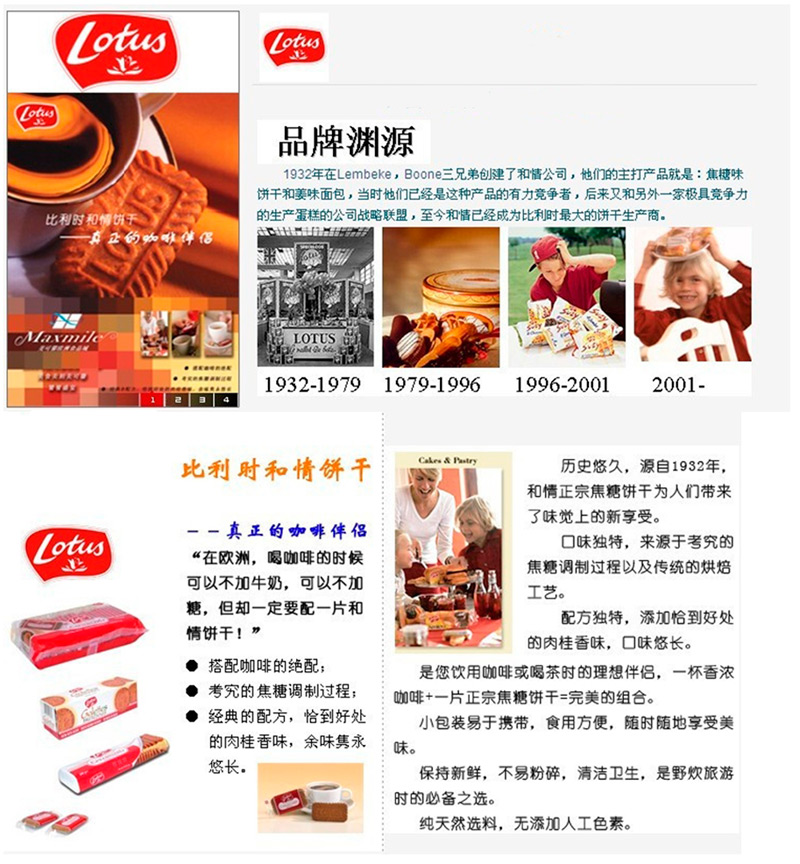 Lotus
Lotus
比利时和情饼干
——真正的咖啡伴侣
Maxmile
1 2 3 4
Lotus
品牌渊源
1932年在Lembeke，Boone三兄弟创建了和情公司，他们的主打产品就是：焦糖味
饼干和姜味面包，当时他们已经是这种产品的有力竞争者，后来又和另外一家极具竞争力
的生产蛋糕的公司战略联盟，至今和情已经成为比利时最大的饼干生产商。
LOTUS
1932-1979 1979-1996 1996-2001 2001-
比利时和情饼干
--真正的咖啡伴侣
Lotus
“在欧洲，喝咖啡的时候
可以不加牛奶，可以不加
糖，但却一定要配一片和
情饼干！”
● 搭配咖啡的绝配；
● 考究的焦糖调制过程；
● 经典的配方，恰到好处
的肉桂香味，余味隽永
悠长。
Cakes & Pastry
历史悠久，源自1932年，
和情正宗焦糖饼干为人们带来
了味觉上的新享受。
口味独特，来源于考究的
焦糖调制过程以及传统的烘焙
工艺。
配方独特，添加恰到好处
的肉桂香味，口味悠长。
是您饮用咖啡或喝茶时的理想伴侣，一杯香浓
咖啡+一片正宗焦糖饼干=完美的组合。
小包装易于携带，食用方便，随时随地享受美
味。
保持新鲜，不易粉碎，清洁卫生，是野炊旅游
时的必备之选。
纯天然选料，无添加人工色素。